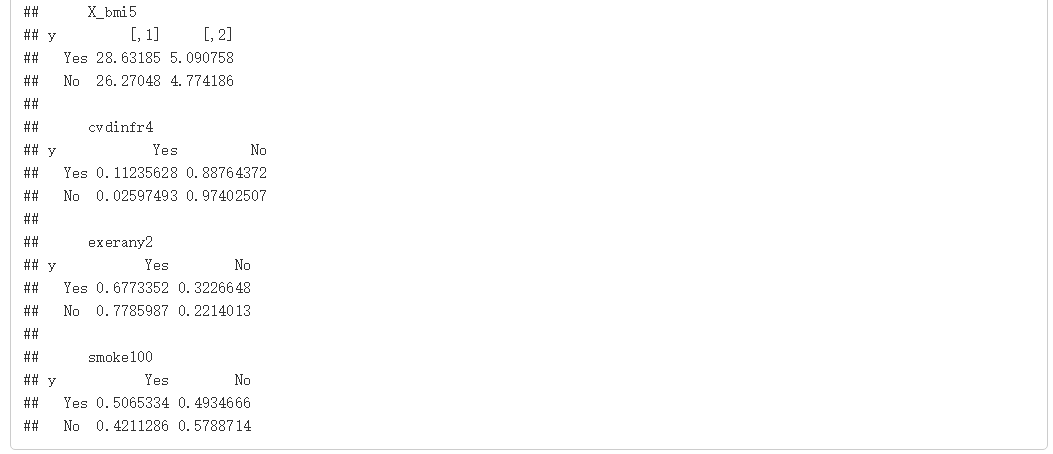 ##      X_bmi5
## y         [,1]     [,2]
##   Yes 28.63185 5.090758
##   No  26.27048 4.774186
##
##      cvdinfr4
## y            Yes         No
##   Yes 0.11235628 0.88764372
##   No  0.02597493 0.97402507
##
##      exerany2
## y           Yes        No
##   Yes 0.6773352 0.3226648
##   No  0.7785987 0.2214013
##
##      smoke100
## y           Yes        No
##   Yes 0.5065334 0.4934666
##   No  0.4211286 0.5788714